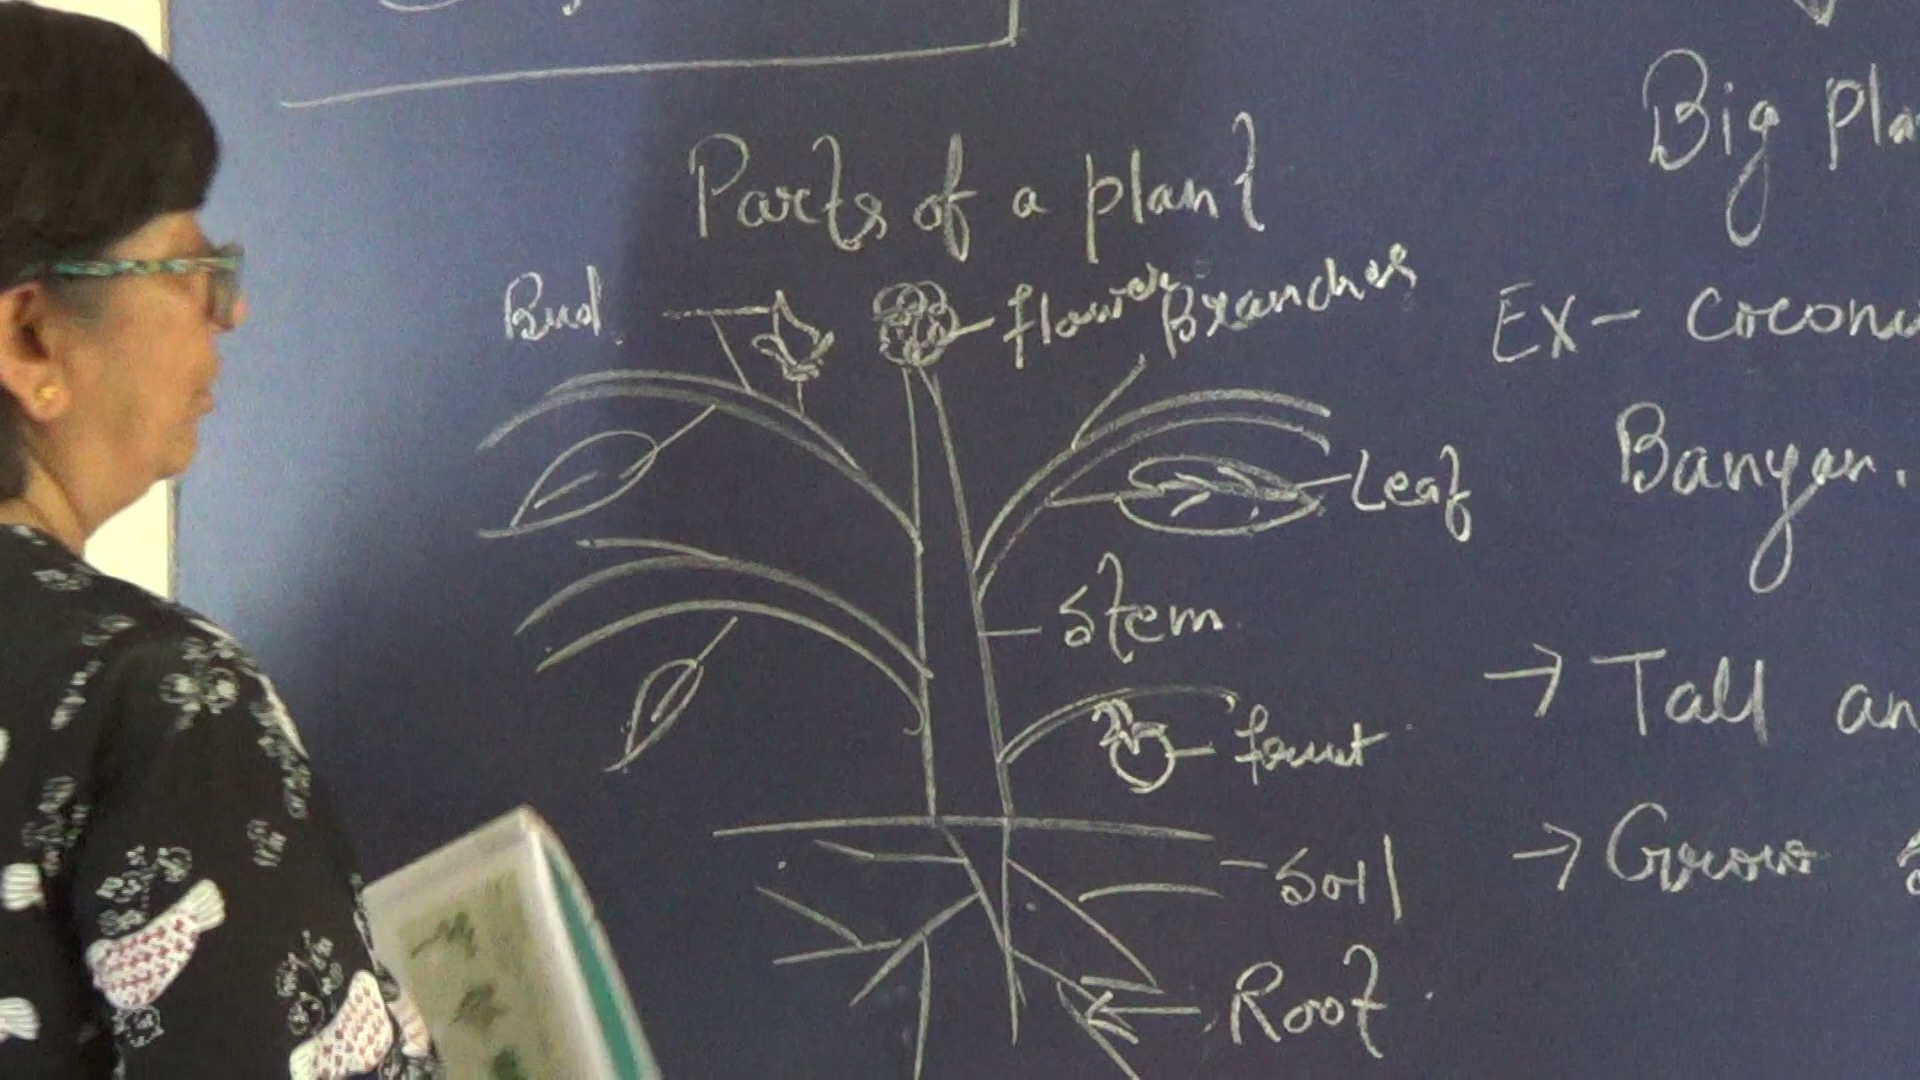 Parts of a plant
Bud
flower
Branches
Leaf
Stem
fruit
Soil
Root
Big Pla
Ex - Coconu
Banyan.
→ Tall an
→ Grow